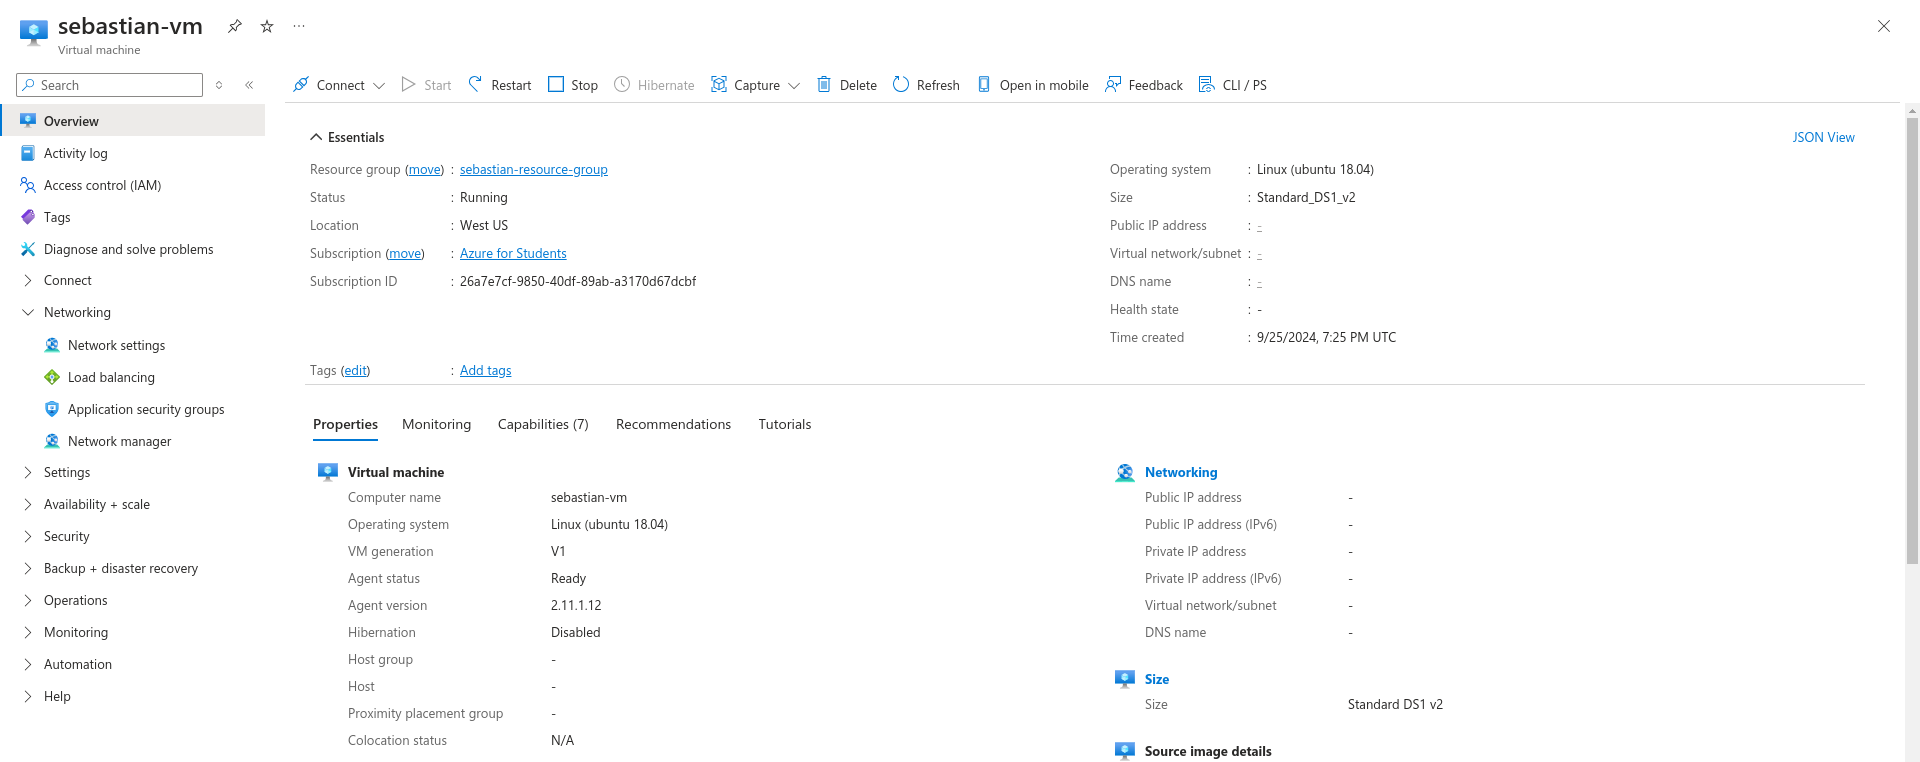 sebastian-vm
Virtual machine
Search
Connect
Start
Restart
Stop
Hibernate
Capture
Delete
Refresh
Open in mobile
Feedback
CLI / PS
Overview
Activity log
Access control (IAM)
Tags
Diagnose and solve problems
Connect
Networking
Network settings
Load balancing
Application security groups
Network manager
Settings
Availability + scale
Security
Backup + disaster recovery
Operations
Monitoring
Automation
Help
Essentials
JSON View
Resource group (move) : sebastian-resource-group
Status : Running
Location : West US
Subscription (move) : Azure for Students
Subscription ID : 26a7e7cf-9850-40df-89ab-a3170d67dcbf
Operating system : Linux (ubuntu 18.04)
Size : Standard_DS1_v2
Public IP address : -
Virtual network/subnet : -
DNS name : -
Health state : -
Time created : 9/25/2024, 7:25 PM UTC
Tags (edit) : Add tags
Properties
Monitoring
Capabilities (7)
Recommendations
Tutorials
Virtual machine
Computer name sebastian-vm
Operating system Linux (ubuntu 18.04)
VM generation V1
Agent status Ready
Agent version 2.11.1.12
Hibernation Disabled
Host group -
Host -
Proximity placement group -
Colocation status N/A
Networking
Public IP address -
Public IP address (IPv6) -
Private IP address -
Private IP address (IPv6) -
Virtual network/subnet -
DNS name -
Size
Size Standard DS1 v2
Source image details